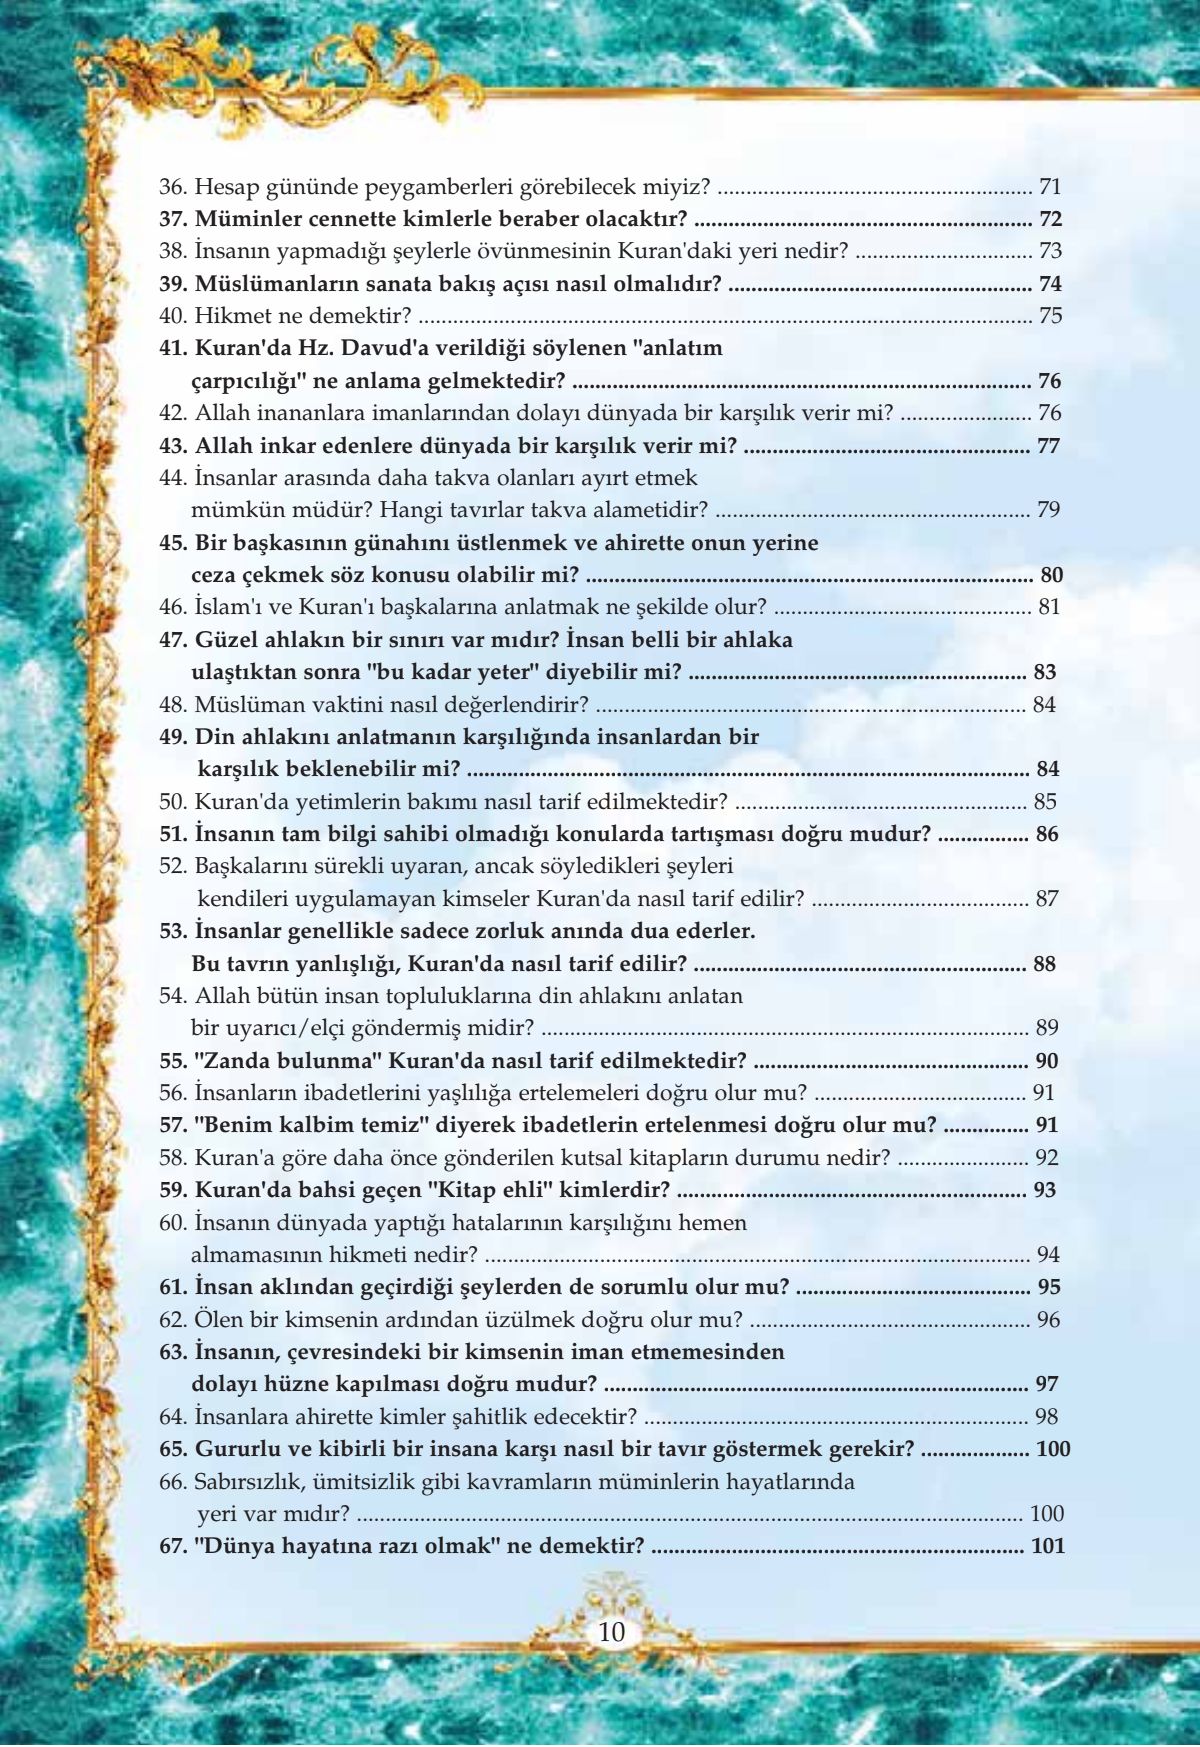 36. Hesap gününde peygamberleri görebilecek miyiz? ....................................................... 71
37. Müminler cennette kimlerle beraber olacaktır? ........................................................... 72
38. İnsanın yapmadığı şeylerle övünmesinin Kuran'daki yeri nedir? ............................... 73
39. Müslümanların sanata bakış açısı nasıl olmalıdır? ..................................................... 74
40. Hikmet ne demektir? ........................................................................................................... 75
41. Kuran'da Hz. Davud'a verildiği söylenen "anlatım
çarpıcılığı" ne anlama gelmektedir? ................................................................................ 76
42. Allah inananlara imanlarından dolayı dünyada bir karşılık verir mi? ....................... 76
43. Allah inkar edenlere dünyada bir karşılık verir mi? .................................................. 77
44. İnsanlar arasında daha takva olanları ayırt etmek
mümkün müdür? Hangi tavırlar takva alametidir? ....................................................... 79
45. Bir başkasının günahını üstlenmek ve ahirette onun yerine
ceza çekmek söz konusu olabilir mi? .............................................................................. 80
46. İslam'ı ve Kuran'ı başkalarına anlatmak ne şekilde olur? ............................................. 81
47. Güzel ahlakın bir sınırı var mıdır? İnsan belli bir ahlaka
ulaştıktan sonra "bu kadar yeter" diyebilir mi? ........................................................... 83
48. Müslüman vaktini nasıl değerlendirir? ........................................................................... 84
49. Din ahlakını anlatmanın karşılığında insanlardan bir
karşılık beklenebilir mi? .................................................................................................. 84
50. Kuran'da yetimlerin bakımı nasıl tarif edilmektedir? ................................................... 85
51. İnsanın tam bilgi sahibi olmadığı konularda tartışması doğru mudur? ................ 86
52. Başkalarını sürekli uyaran, ancak söyledikleri şeyleri
kendileri uygulamayan kimseler Kuran'da nasıl tarif edilir? ...................................... 87
53. İnsanlar genellikle sadece zorluk anında dua ederler.
Bu tavrın yanlışlığı, Kuran'da nasıl tarif edilir? .......................................................... 88
54. Allah bütün insan topluluklarına din ahlakını anlatan
bir uyarıcı/elçi göndermiş midir? ..................................................................................... 89
55. "Zanda bulunma" Kuran'da nasıl tarif edilmektedir? ................................................ 90
56. İnsanların ibadetlerini yaşlılığa ertelemeleri doğru olur mu? ..................................... 91
57. "Benim kalbim temiz" diyerek ibadetlerin ertelenmesi doğru olur mu? ............... 91
58. Kuran'a göre daha önce gönderilen kutsal kitapların durumu nedir? ....................... 92
59. Kuran'da bahsi geçen "Kitap ehli" kimlerdir? ............................................................. 93
60. İnsanın dünyada yaptığı hatalarının karşılığını hemen
almamasının hikmeti nedir? ............................................................................................... 94
61. İnsan aklından geçirdiği şeylerden de sorumlu olur mu? ......................................... 95
62. Ölen bir kimsenin ardından üzülmek doğru olur mu? ................................................. 96
63. İnsanın, çevresindeki bir kimsenin iman etmemesinden
dolayı hüzne kapılması doğru mudur? .......................................................................... 97
64. İnsanlara ahirette kimler şahitlik edecektir? ................................................................... 98
65. Gururlu ve kibirli bir insana karşı nasıl bir tavır göstermek gerekir? ................... 100
66. Sabırsızlık, ümitsizlik gibi kavramların müminlerin hayatlarında
yeri var mıdır? .................................................................................................................... 100
67. "Dünya hayatına razı olmak" ne demektir? ................................................................. 101
10